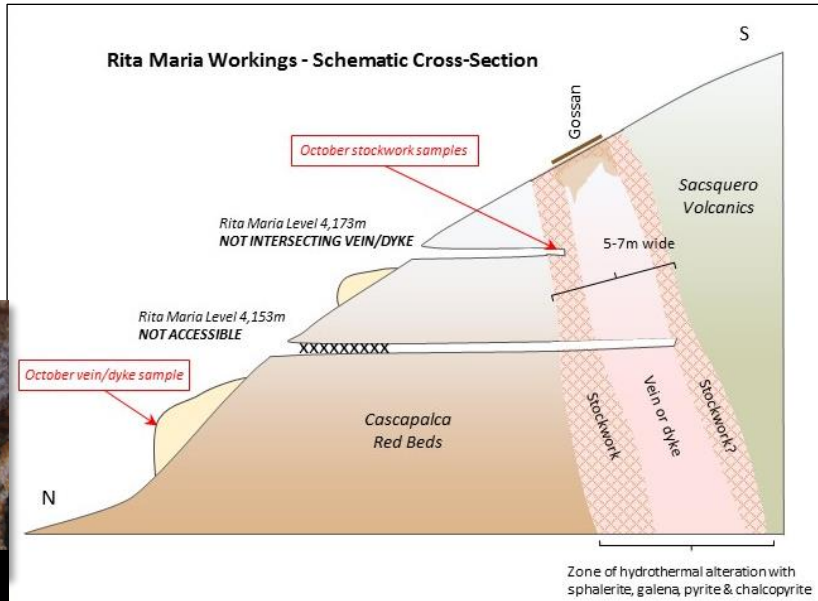 S
Rita Maria Workings - Schematic Cross-Section
Gossan
October stockwork samples
Sacsquero
Volcanics
Rita Maria Level 4,173m
NOT INTERSECTING VEIN/DYKE
5-7m wide
Rita Maria Level 4,153m
NOT ACCESSIBLE
XXXXXXXXX
October vein/dyke sample
Cascapalca
Red Beds
Stockwork
Vein or dyke
Stockwork?
N
Zone of hydrothermal alteration with
sphalerite, galena, pyrite & chalcopyrite